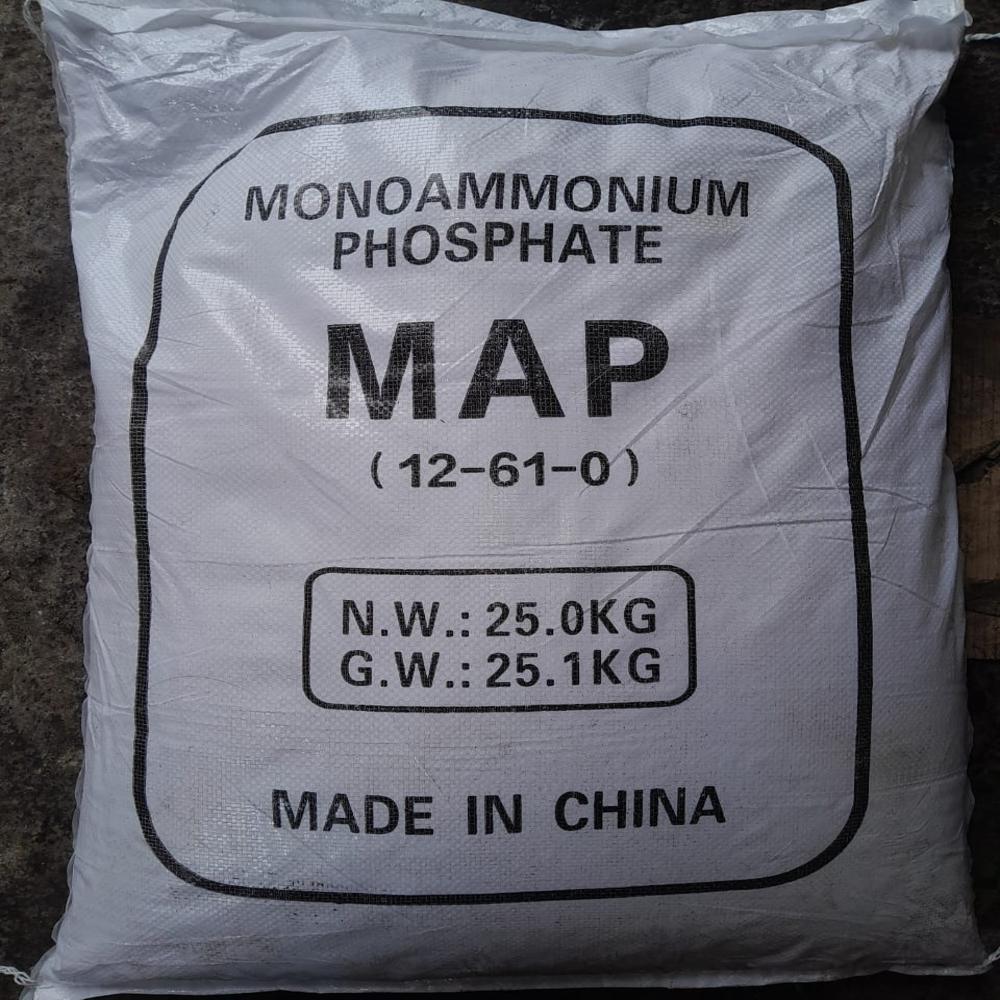 MONOAMMONIUM
PHOSPHATE
MAP
(12-61-0)
N.W.: 25.0KG
G.W.: 25.1KG
MADE IN CHINA